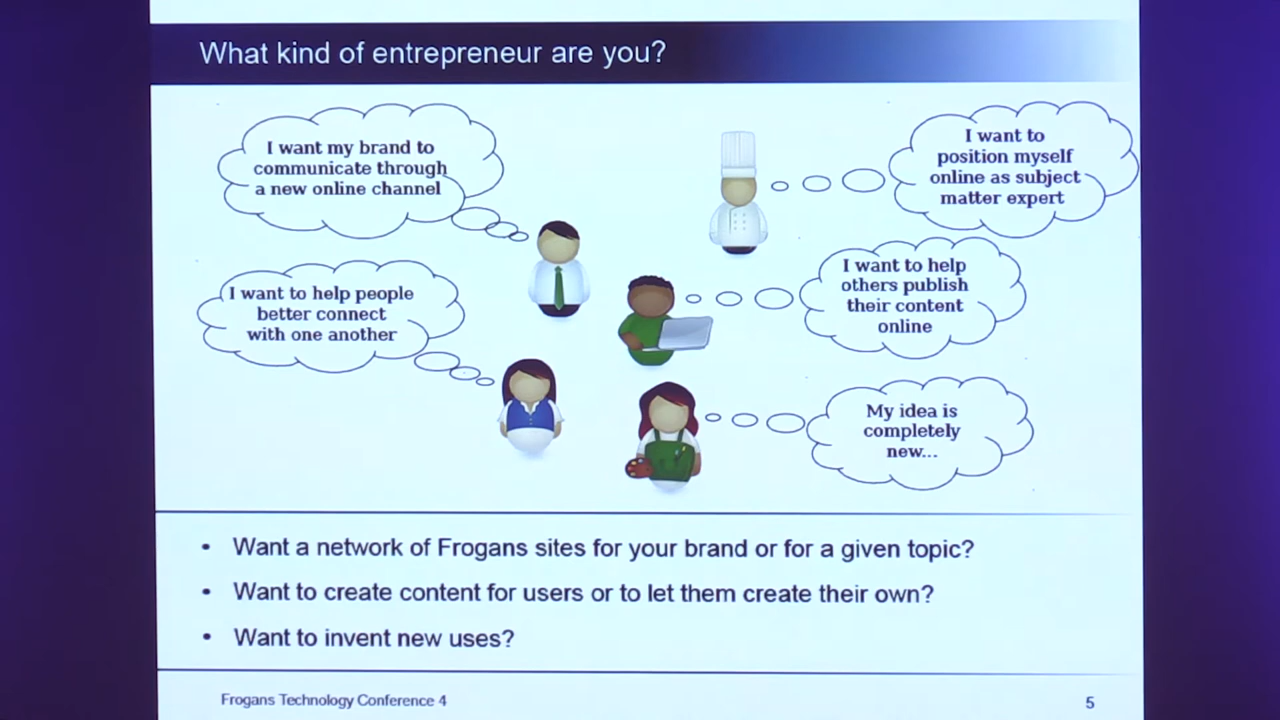 What kind of entrepreneur are you?
I want my brand to
communicate through
a new online channel
I want to
position myself
online as subject
matter expert
I want to help people
better connect
with one another
I want to help
others publish
their content
online
My idea is
completely
new...
• Want a network of Frogans sites for your brand or for a given topic?
• Want to create content for users or to let them create their own?
• Want to invent new uses?
Frogans Technology Conference 4
5